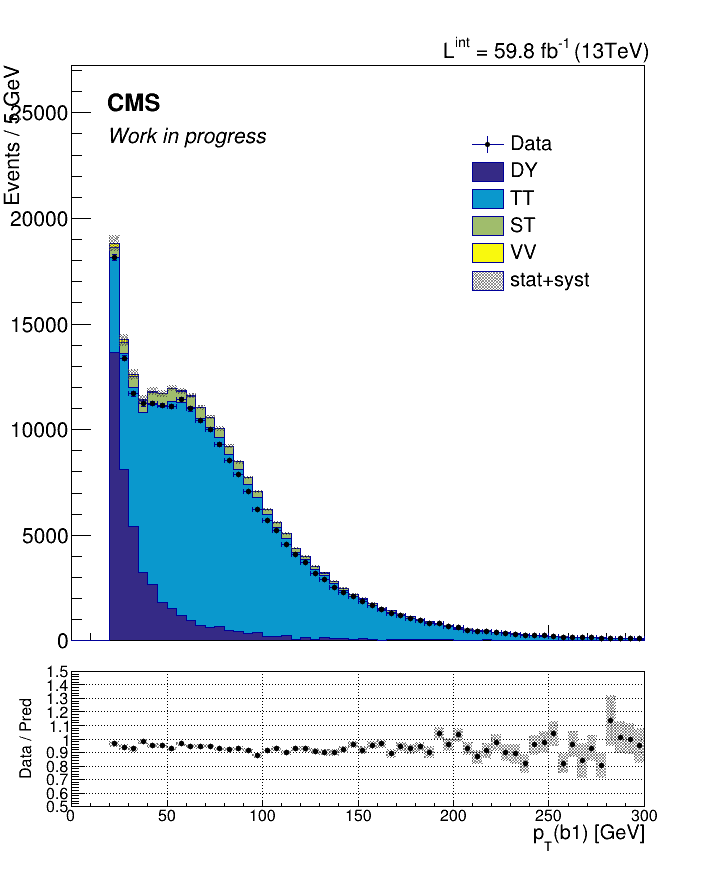 L^int = 59.8 fb^-1 (13TeV)
Events / 5 GeV
25000
20000
15000
10000
5000
0
CMS
Work in progress
Data
DY
TT
ST
VV
stat+syst
Data / Pred
1.5
1.4
1.3
1.2
1.1
1
0.9
0.8
0.7
0.6
0.5
0 50 100 150 200 250 300
p_T(b1) [GeV]